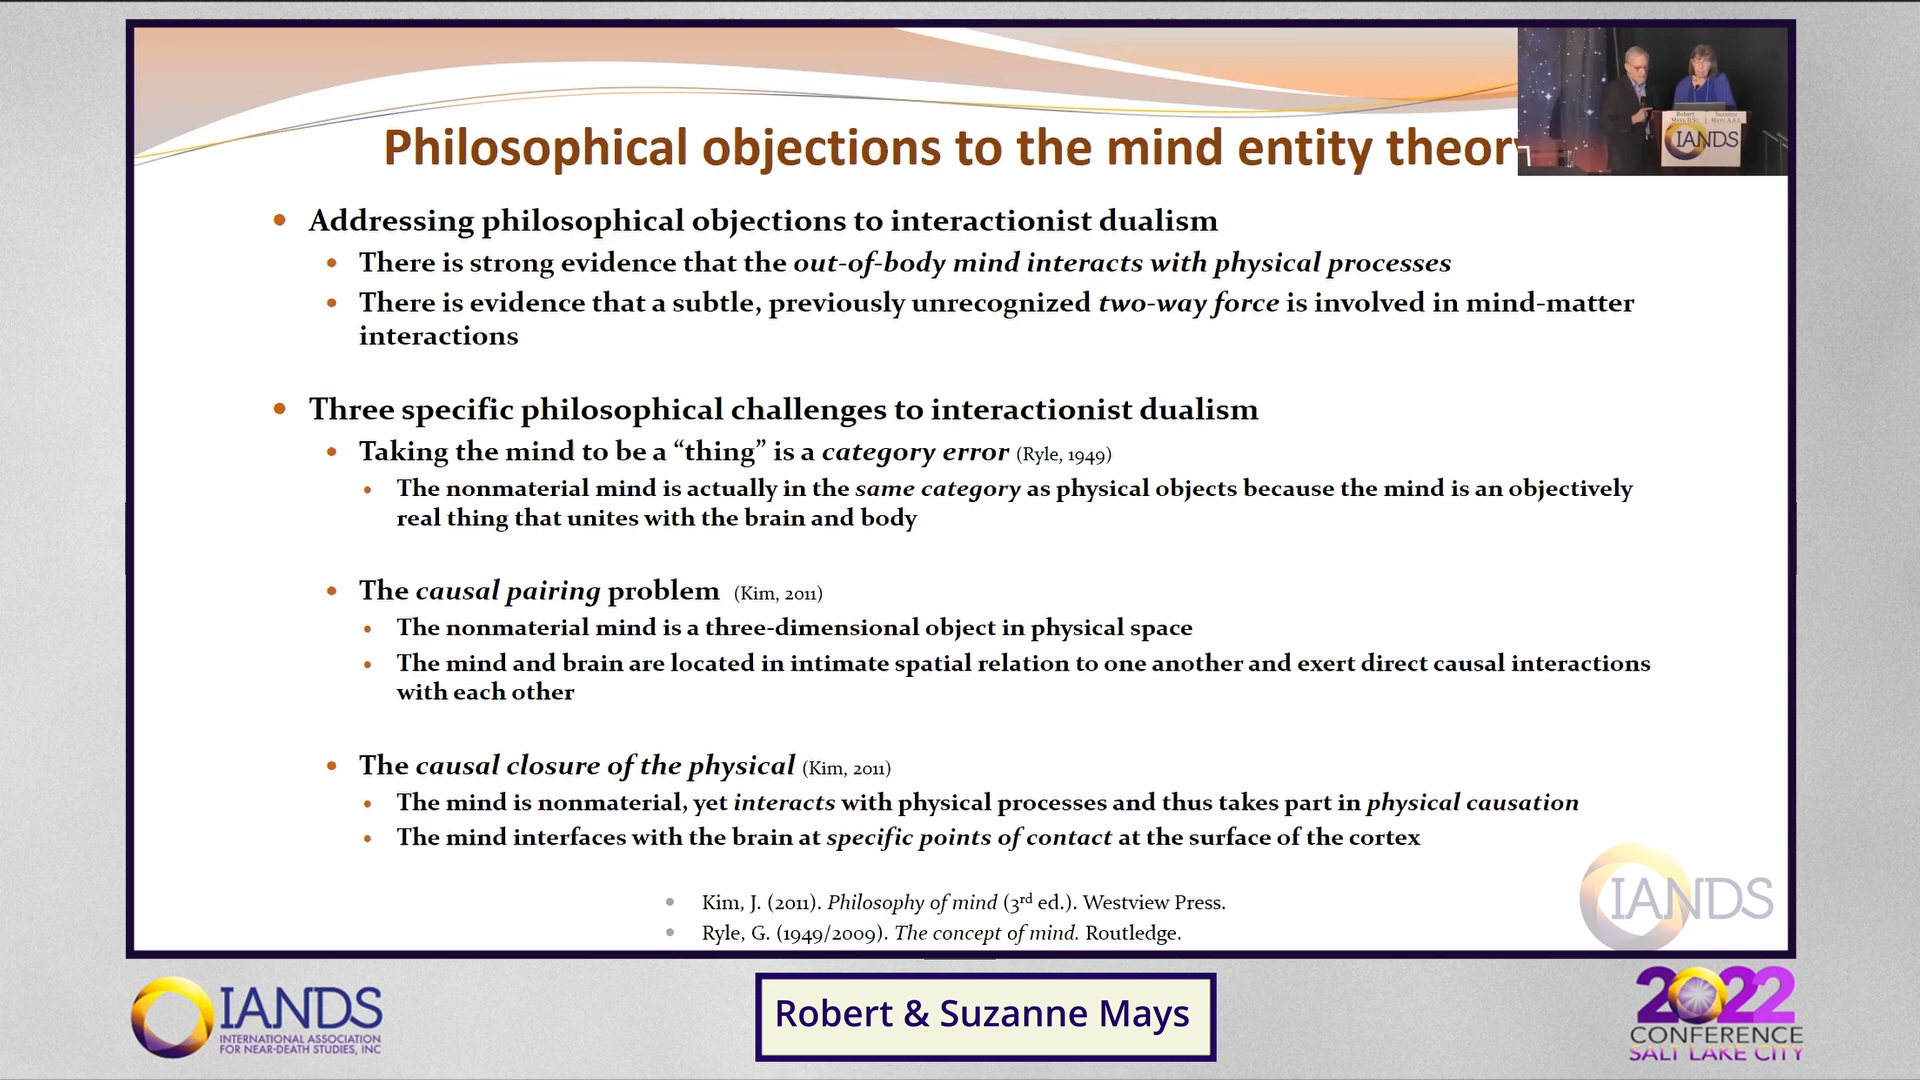 Philosophical objections to the mind entity theory
Robert Suzanne
Mays, B.Sc. Mays, A.A.S.
IANDS
• Addressing philosophical objections to interactionist dualism
• There is strong evidence that the out-of-body mind interacts with physical processes
• There is evidence that a subtle, previously unrecognized two-way force is involved in mind-matter
interactions
• Three specific philosophical challenges to interactionist dualism
• Taking the mind to be a “thing” is a category error (Ryle, 1949)
• The nonmaterial mind is actually in the same category as physical objects because the mind is an objectively
real thing that unites with the brain and body
• The causal pairing problem (Kim, 2011)
• The nonmaterial mind is a three-dimensional object in physical space
• The mind and brain are located in intimate spatial relation to one another and exert direct causal interactions
with each other
• The causal closure of the physical (Kim, 2011)
• The mind is nonmaterial, yet interacts with physical processes and thus takes part in physical causation
• The mind interfaces with the brain at specific points of contact at the surface of the cortex
• Kim, J. (2011). Philosophy of mind (3rd ed.). Westview Press.
• Ryle, G. (1949/2009). The concept of mind. Routledge.
IANDS
IANDS
INTERNATIONAL ASSOCIATION
FOR NEAR-DEATH STUDIES, INC
Robert & Suzanne Mays
2022
CONFERENCE
SALT LAKE CITY